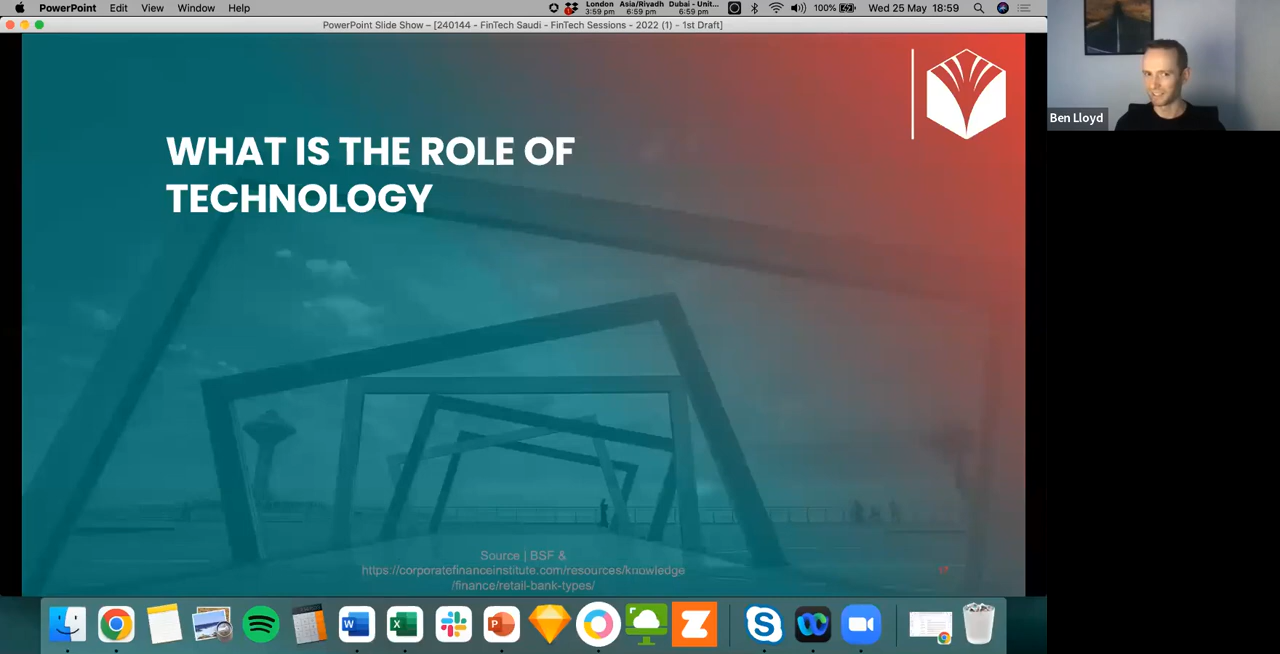 PowerPoint Edit View Window Help
London Asia/Riyadh Dubai - Unit...
3:59 pm 6:59 pm 6:59 pm
100% Wed 25 May 18:59
PowerPoint Slide Show – [240144 - FinTech Saudi - FinTech Sessions - 2022 (1) - 1st Draft]
Ben Lloyd
WHAT IS THE ROLE OF
TECHNOLOGY
Source | BSF &
https://corporatefinanceinstitute.com/resources/knowledge
/finance/retail-bank-types/